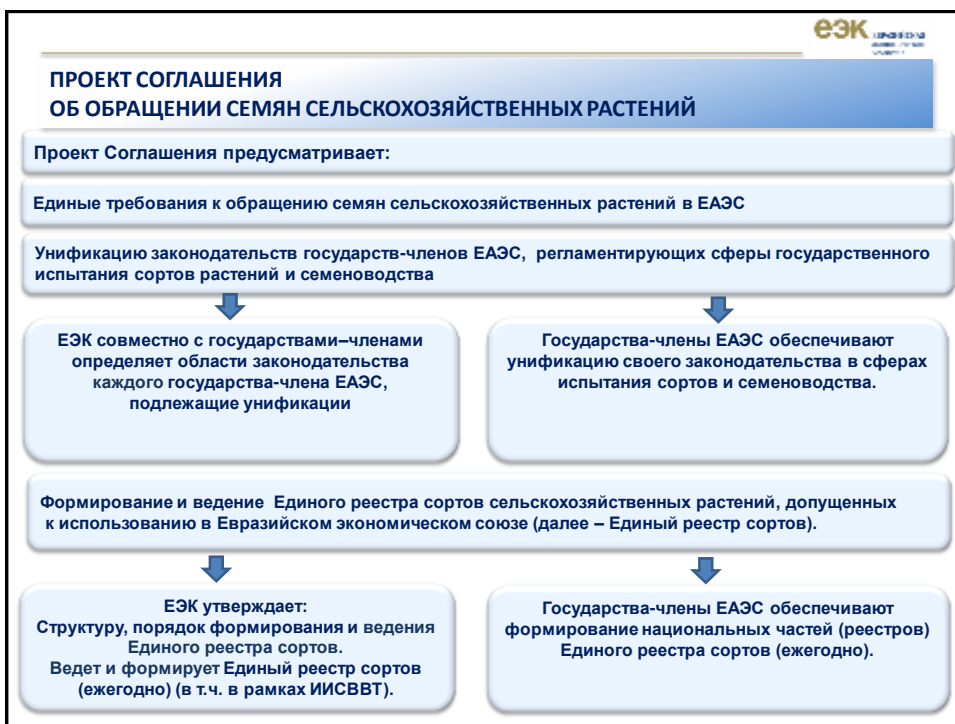 еэк
ПРОЕКТ СОГЛАШЕНИЯ
ОБ ОБРАЩЕНИИ СЕМЯН СЕЛЬСКОХОЗЯЙСТВЕННЫХ РАСТЕНИЙ
Проект Соглашения предусматривает:
Единые требования к обращению семян сельскохозяйственных растений в ЕАЭС
Унификацию законодательств государств-членов ЕАЭС, регламентирующих сферы государственного
испытания сортов растений и семеноводства
ЕЭК совместно с государствами–членами
определяет области законодательства
каждого государства-члена ЕАЭС,
подлежащие унификации
Государства-члены ЕАЭС обеспечивают
унификацию своего законодательства в сферах
испытания сортов и семеноводства.
Формирование и ведение Единого реестра сортов сельскохозяйственных растений, допущенных
к использованию в Евразийском экономическом союзе (далее – Единый реестр сортов).
ЕЭК утверждает:
Структуру, порядок формирования и ведения
Единого реестра сортов.
Ведет и формирует Единый реестр сортов
(ежегодно) (в т.ч. в рамках ИИСВВТ).
Государства-члены ЕАЭС обеспечивают
формирование национальных частей (реестров)
Единого реестра сортов (ежегодно).